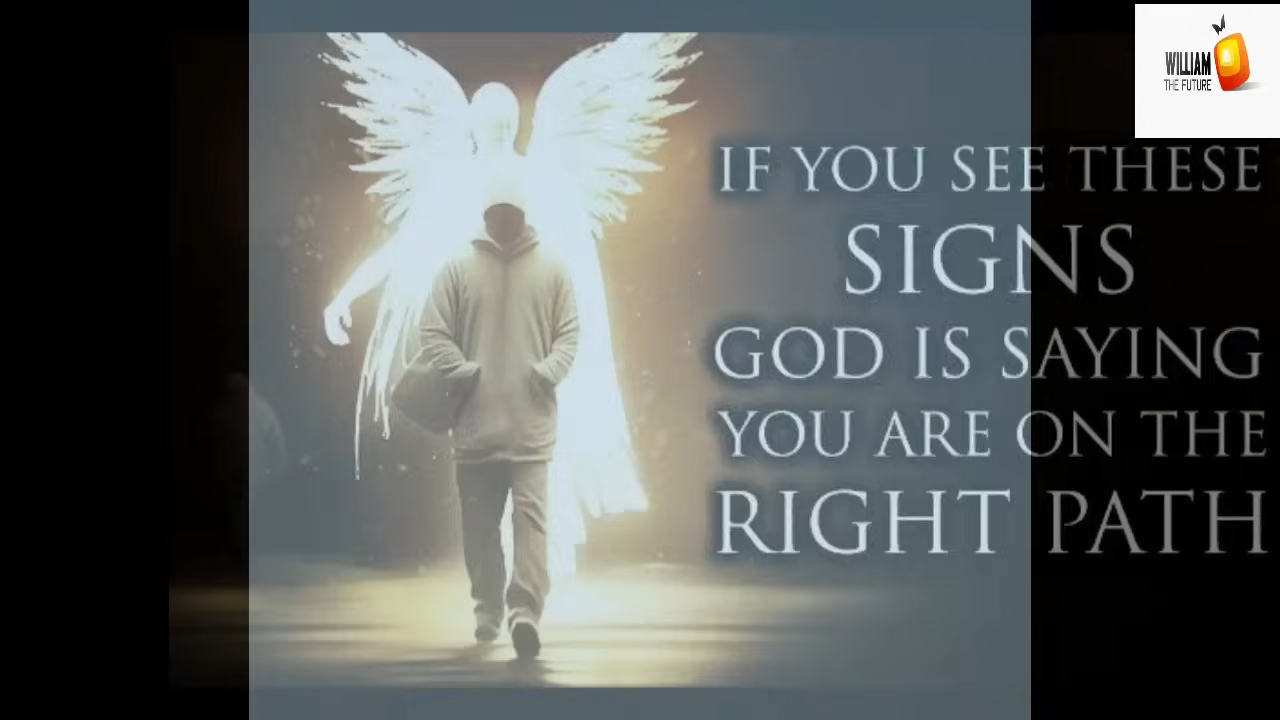 WILLIAM
THE FUTURE
IF YOU SEE THESE
SIGNS
GOD IS SAYING
YOU ARE ON THE
RIGHT PATH